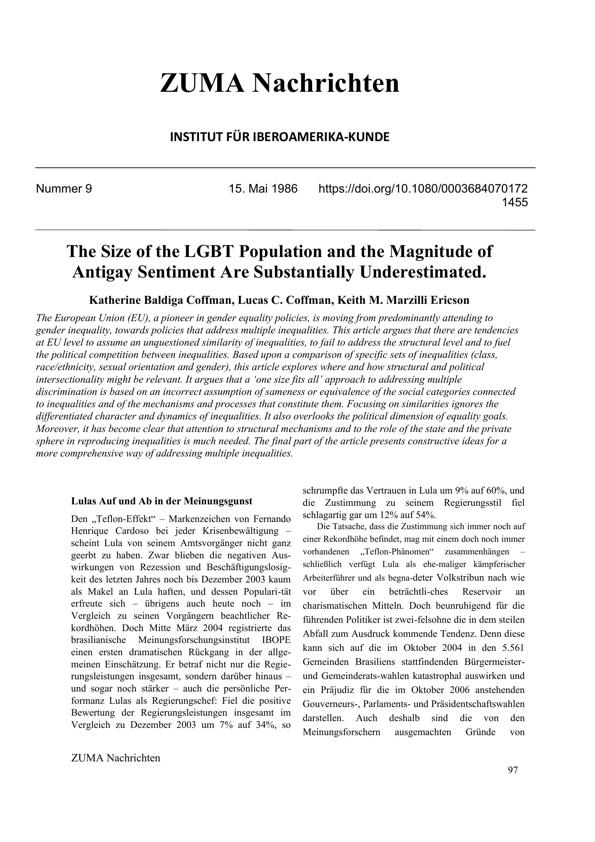 ZUMA Nachrichten
INSTITUT FÜR IBEROAMERIKA-KUNDE
Nummer 9
15. Mai 1986
https://doi.org/10.1080/0003684070172
1455
The Size of the LGBT Population and the Magnitude of
Antigay Sentiment Are Substantially Underestimated.
Katherine Baldiga Coffman, Lucas C. Coffman, Keith M. Marzilli Ericson
The European Union (EU), a pioneer in gender equality policies, is moving from predominantly attending to
gender inequality, towards policies that address multiple inequalities. This article argues that there are tendencies
at EU level to assume an unquestioned similarity of inequalities, to fail to address the structural level and to fuel
the political competition between inequalities. Based upon a comparison of specific sets of inequalities (class,
race/ethnicity, sexual orientation and gender), this article explores where and how structural and political
intersectionality might be relevant. It argues that a ‘one size fits all’ approach to addressing multiple
discrimination is based on an incorrect assumption of sameness or equivalence of the social categories connected
to inequalities and of the mechanisms and processes that constitute them. Focusing on similarities ignores the
differentiated character and dynamics of inequalities. It also overlooks the political dimension of equality goals.
Moreover, it has become clear that attention to structural mechanisms and to the role of the state and the private
sphere in reproducing inequalities is much needed. The final part of the article presents constructive ideas for a
more comprehensive way of addressing multiple inequalities.
Lulas Auf und Ab in der Meinungsgunst
Den „Teflon-Effekt“ – Markenzeichen von Fernando
Henrique Cardoso bei jeder Krisenbewältigung –
scheint Lula von seinem Amtsvorgänger nicht ganz
geerbt zu haben. Zwar blieben die negativen Aus-
wirkungen von Rezession und Beschäftigungslosig-
keit des letzten Jahres noch bis Dezember 2003 kaum
als Makel an Lula haften, und dessen Populari-tät
erfreute sich – übrigens auch heute noch – im
Vergleich zu seinen Vorgängern beachtlicher Re-
kordhöhen. Doch Mitte März 2004 registrierte das
brasilianische Meinungsforschungsinstitut IBOPE
einen ersten dramatischen Rückgang in der allge-
meinen Einschätzung. Er betraf nicht nur die Regie-
rungsleistungen insgesamt, sondern darüber hinaus –
und sogar noch stärker – auch die persönliche Per-
formanz Lulas als Regierungschef: Fiel die positive
Bewertung der Regierungsleistungen insgesamt im
Vergleich zu Dezember 2003 um 7% auf 34%, so
schrumpfte das Vertrauen in Lula um 9% auf 60%, und
die Zustimmung zu seinem Regierungsstil fiel
schlagartig gar um 12% auf 54%.
Die Tatsache, dass die Zustimmung sich immer noch auf
einer Rekordhöhe befindet, mag mit einem doch noch immer
vorhandenen „Teflon-Phänomen“ zusammenhängen –
schließlich verfügt Lula als ehe-maliger kämpferischer
Arbeiterführer und als begna-deter Volkstribun nach wie
vor über ein beträchtli-ches Reservoir an
charismatischen Mitteln. Doch beunruhigend für die
führenden Politiker ist zwei-felsohne die in dem steilen
Abfall zum Ausdruck kommende Tendenz. Denn diese
kann sich auf die im Oktober 2004 in den 5.561
Gemeinden Brasiliens stattfindenden Bürgermeister-
und Gemeinderats-wahlen katastrophal auswirken und
ein Präjudiz für die im Oktober 2006 anstehenden
Gouverneurs-, Parlaments- und Präsidentschaftswahlen
darstellen. Auch deshalb sind die von den
Meinungsforschern ausgemachten Gründe von
ZUMA Nachrichten
97